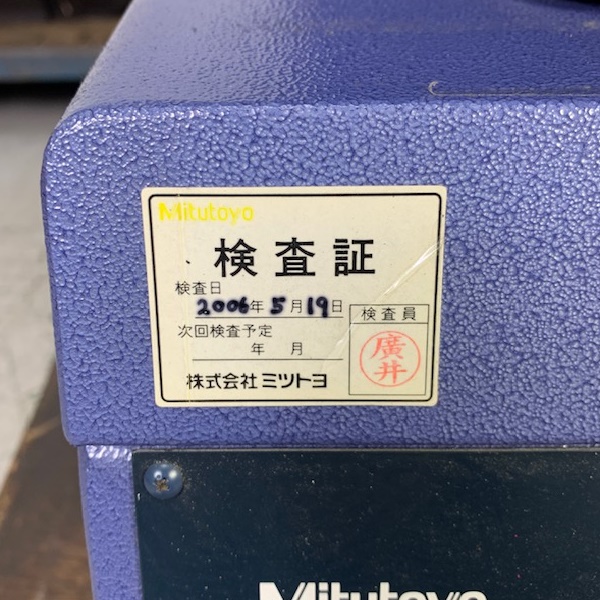 Mitutoyo
検査証
検査日
2006年5月19日
次回検査予定
年 月
株式会社ミツトヨ
検査員
廣井
Mitutoyo